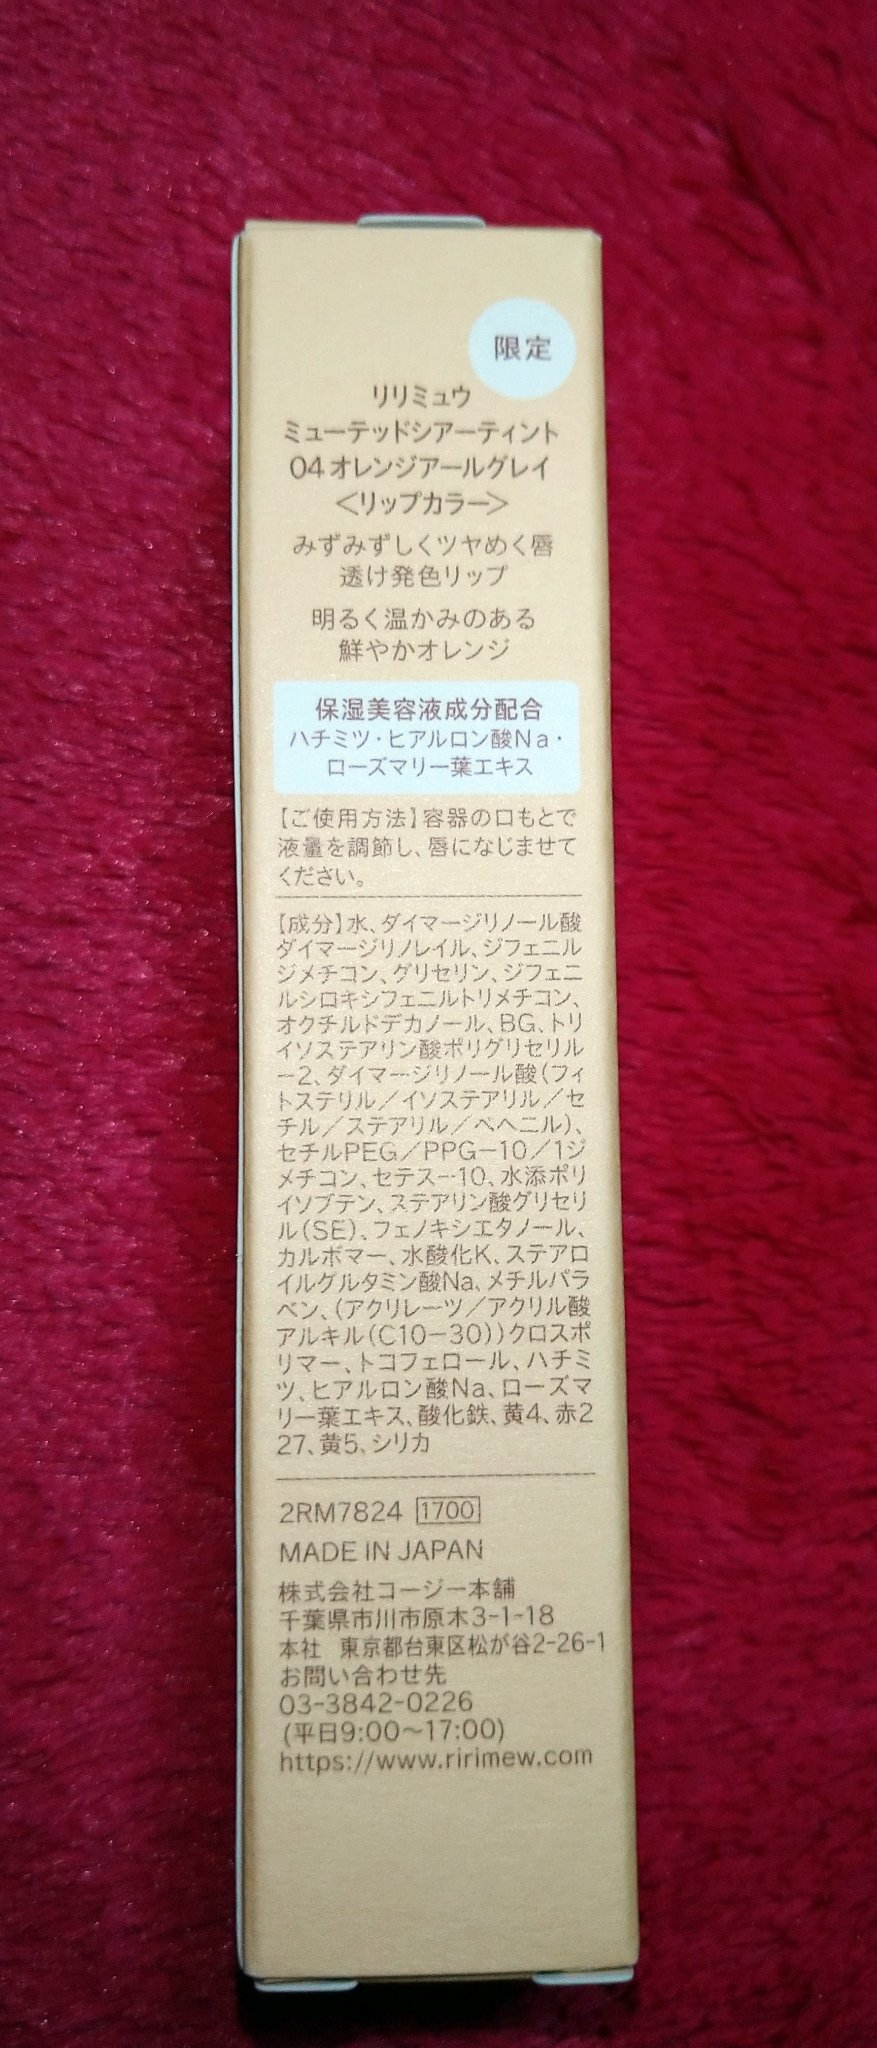 限定
リリミュウ
ミューテッドシアーティント
04オレンジアールグレイ
<リップカラー>
みずみずしくツヤめく唇
透け発色リップ
明るく温かみのある
鮮やかオレンジ
保湿美容液成分配合
ハチミツ・ヒアルロン酸Na・
ローズマリー葉エキス
【ご使用方法】容器の口もとで
液量を調節し、唇になじませて
ください。
【成分】水、ダイマージリノール酸
ダイマージリノレイル、ジフェニル
ジメチコン、グリセリン、ジフェニ
ルシロキシフェニルトリメチコン、
オクチルドデカノール、BG、トリ
イソステアリン酸ポリグリセリル
-2、ダイマージリノール酸(フィ
トステリル/イソステアリル/セ
チル/ステアリル/ベヘニル)、
セチルPEG/PPG-10/1ジ
メチコン、セテス-10、水添ポリ
イソブテン、ステアリン酸グリセリ
ル(SE)、フェノキシエタノール、
カルボマー、水酸化K、ステアロ
イルグルタミン酸Na、メチルパラ
ベン、(アクリレーツ/アクリル酸
アルキル(C10-30))クロスポ
リマー、トコフェロール、ハチミ
ツ、ヒアルロン酸Na、ローズマ
リー葉エキス、酸化鉄、黄4、赤2
27、黄5、シリカ
2RM7824 1700
MADE IN JAPAN
株式会社コージー本舗
千葉県市川市原木3-1-18
本社 東京都台東区松が谷2-26-1
お問い合わせ先
03-3842-0226
(平日9:00~17:00)
https://www.ririmew.com